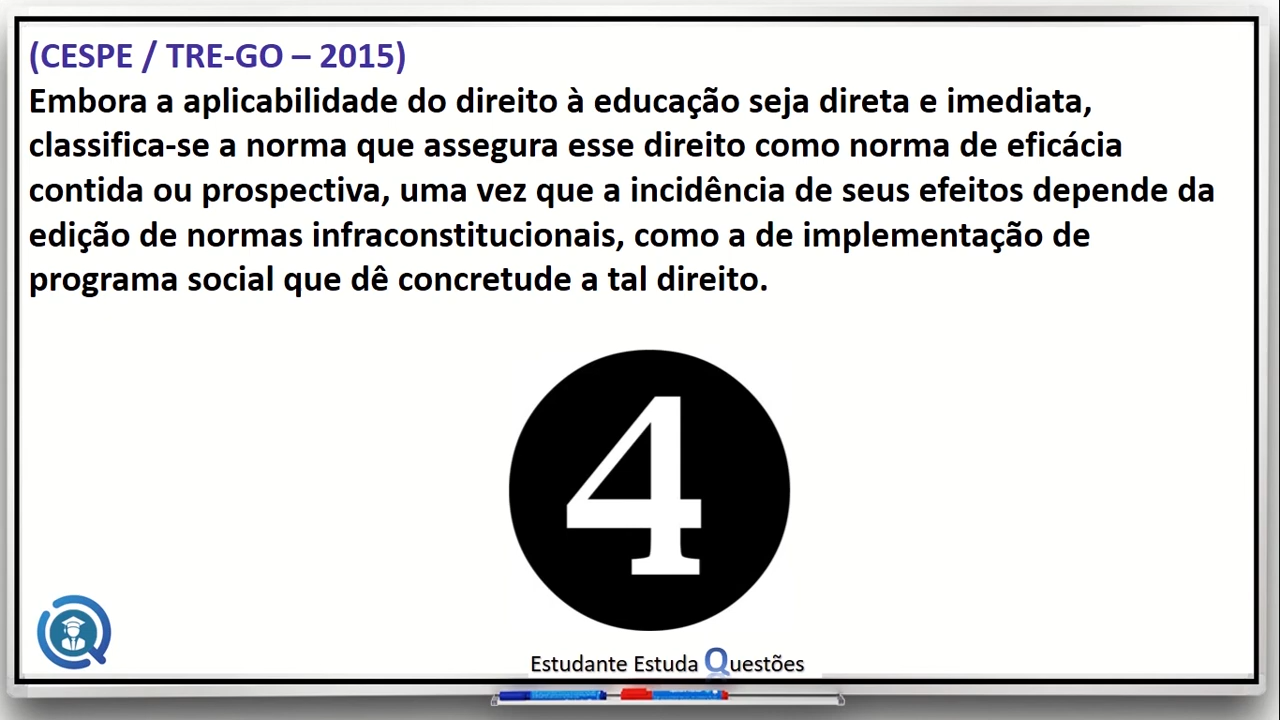 (CESPE / TRE-GO – 2015)
Embora a aplicabilidade do direito à educação seja direta e imediata,
classifica-se a norma que assegura esse direito como norma de eficácia
contida ou prospectiva, uma vez que a incidência de seus efeitos depende da
edição de normas infraconstitucionais, como a de implementação de
programa social que dê concretude a tal direito.
4
Estudante Estuda Questões